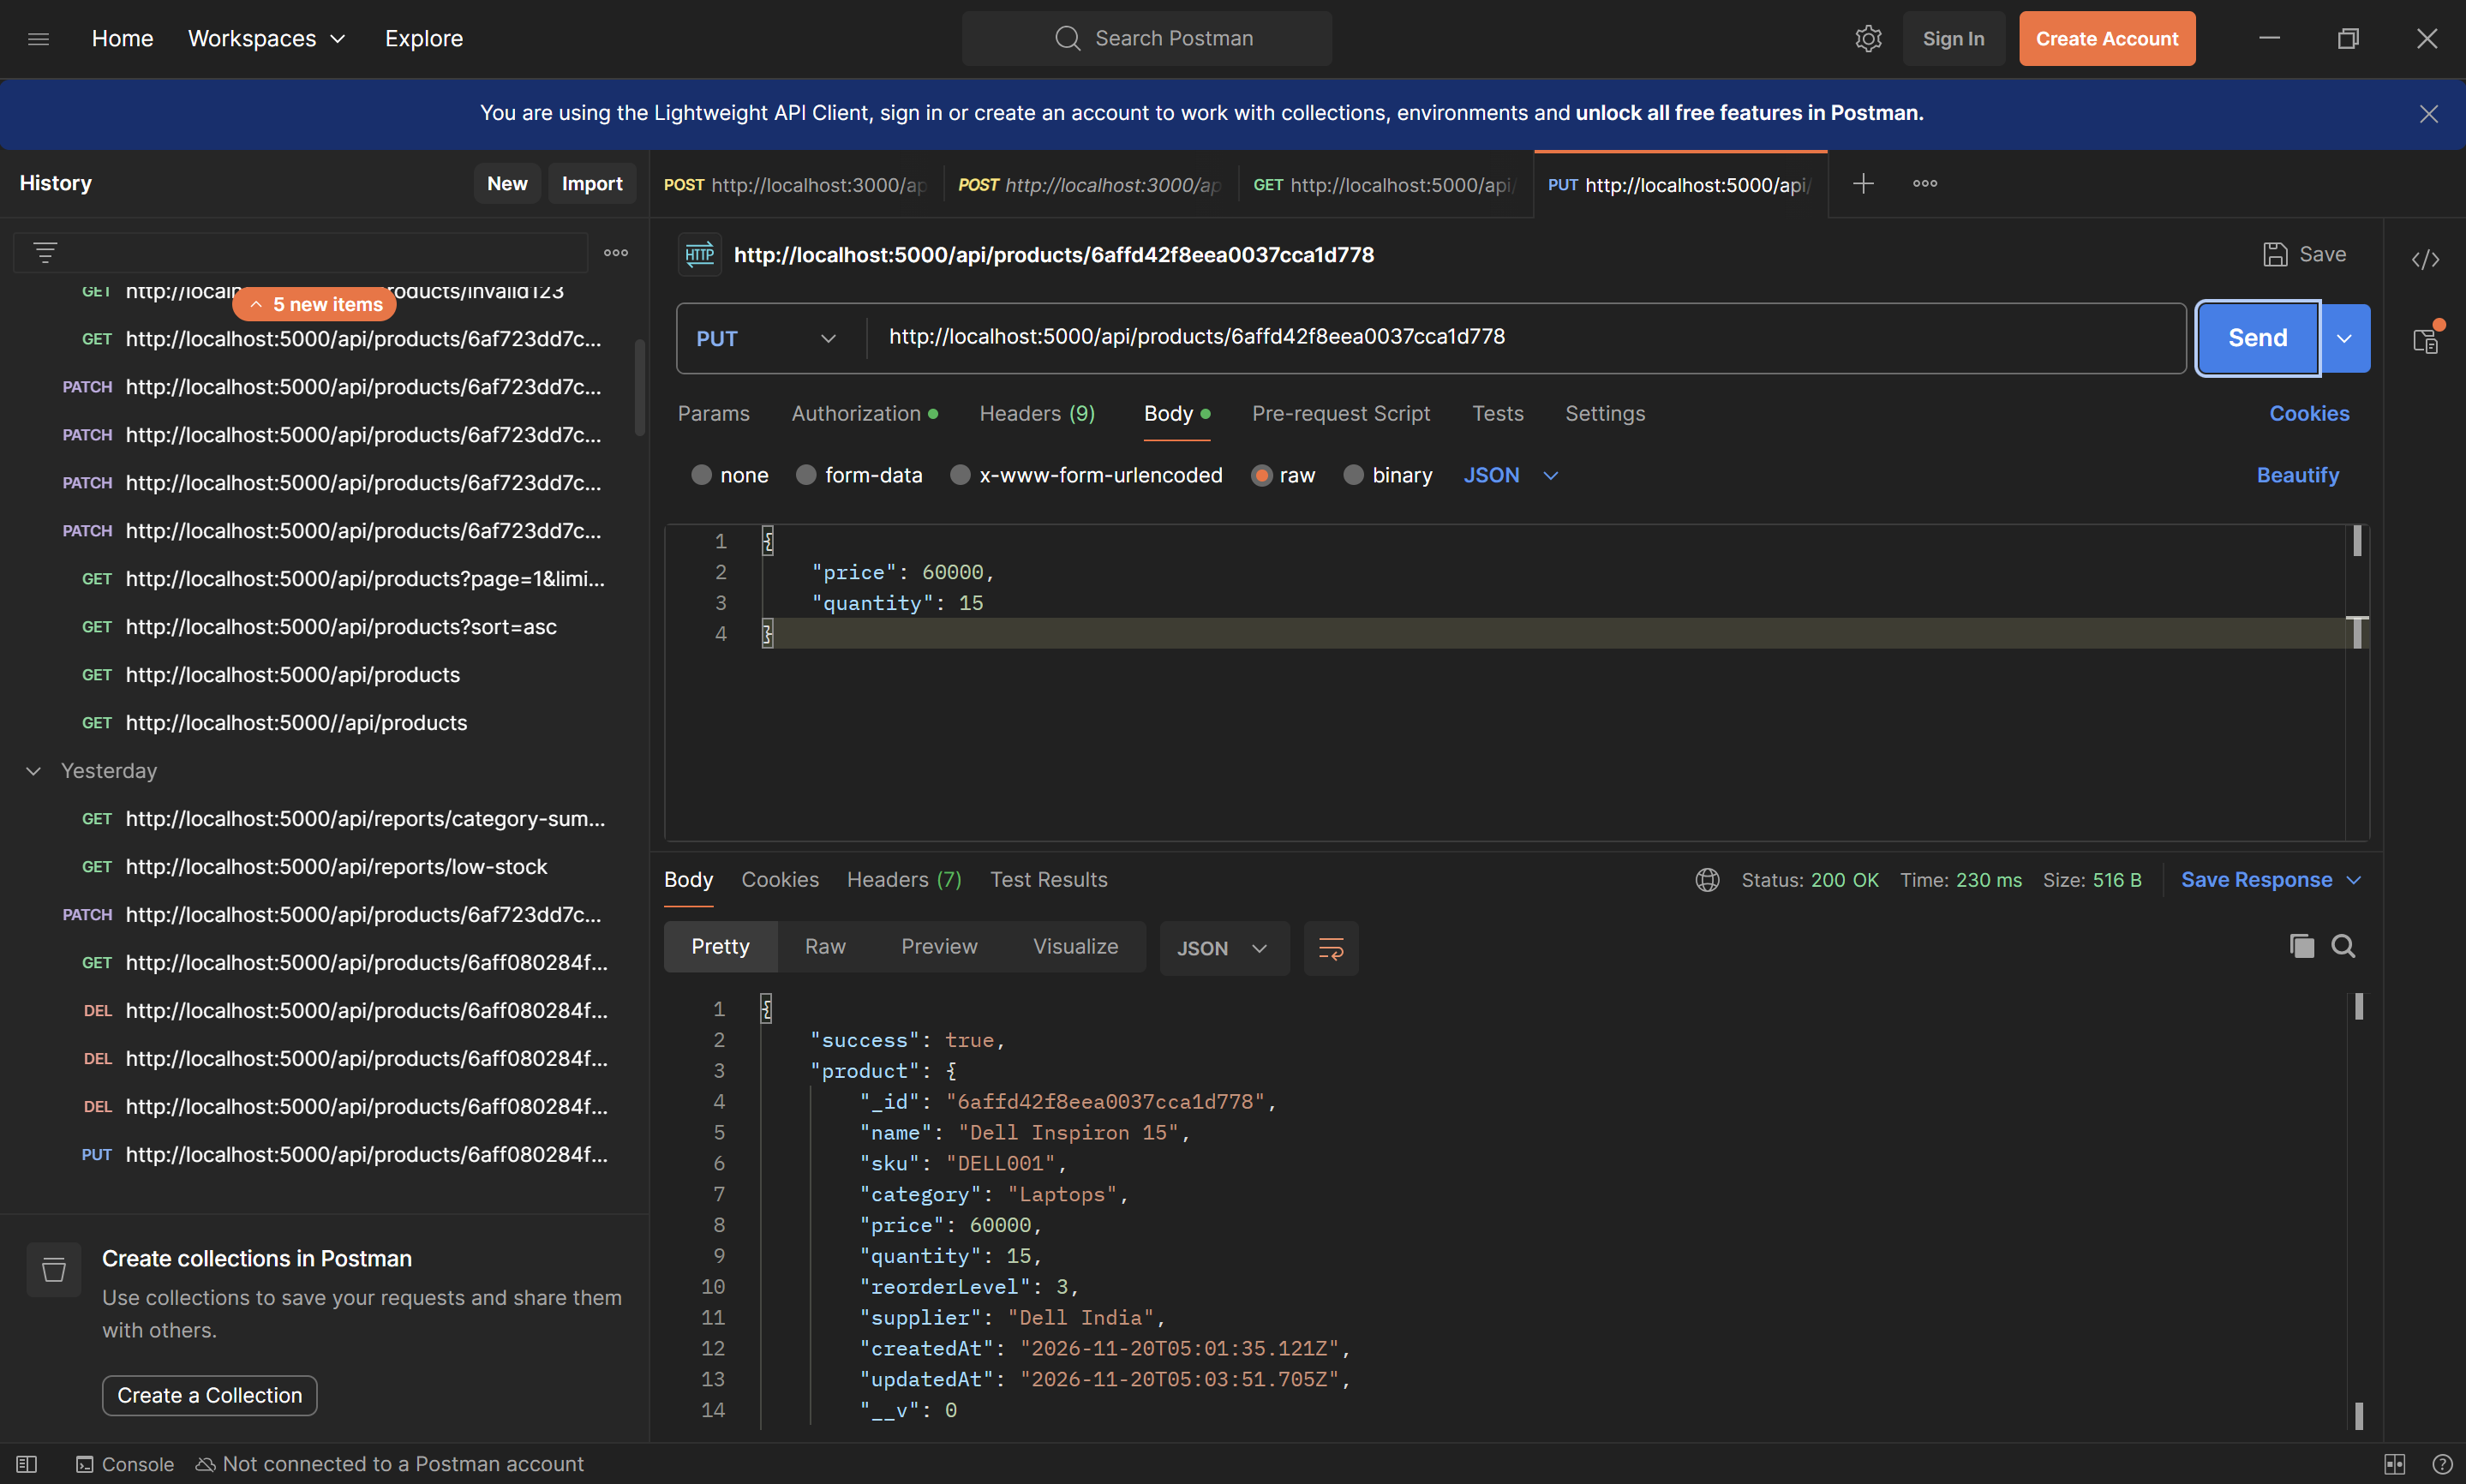 Home Workspaces Explore Search Postman Sign In Create Account
You are using the Lightweight API Client, sign in or create an account to work with collections, environments and unlock all free features in Postman.
History New Import
POST http://localhost:3000/ap POST http://localhost:3000/ap GET http://localhost:5000/api/ PUT http://localhost:5000/api/
5 new items
GET http://localhost:5000/api/products/6af723dd7c...
PATCH http://localhost:5000/api/products/6af723dd7c...
PATCH http://localhost:5000/api/products/6af723dd7c...
PATCH http://localhost:5000/api/products/6af723dd7c...
PATCH http://localhost:5000/api/products/6af723dd7c...
GET http://localhost:5000/api/products?page=1&limi...
GET http://localhost:5000/api/products?sort=asc
GET http://localhost:5000/api/products
GET http://localhost:5000//api/products
Yesterday
GET http://localhost:5000/api/reports/category-sum...
GET http://localhost:5000/api/reports/low-stock
PATCH http://localhost:5000/api/products/6af723dd7c...
GET http://localhost:5000/api/products/6aff080284f...
DEL http://localhost:5000/api/products/6aff080284f...
DEL http://localhost:5000/api/products/6aff080284f...
DEL http://localhost:5000/api/products/6aff080284f...
PUT http://localhost:5000/api/products/6aff080284f...
Create collections in Postman
Use collections to save your requests and share them
with others.
Create a Collection
HTTP http://localhost:5000/api/products/6affd42f8eea0037cca1d778 Save
PUT http://localhost:5000/api/products/6affd42f8eea0037cca1d778 Send
Params Authorization Headers (9) Body Pre-request Script Tests Settings Cookies
none form-data x-www-form-urlencoded raw binary JSON Beautify
1 {
2 "price": 60000,
3 "quantity": 15
4 }
Body Cookies Headers (7) Test Results Status: 200 OK Time: 230 ms Size: 516 B Save Response
Pretty Raw Preview Visualize JSON
1 {
2 "success": true,
3 "product": {
4 "_id": "6affd42f8eea0037cca1d778",
5 "name": "Dell Inspiron 15",
6 "sku": "DELL001",
7 "category": "Laptops",
8 "price": 60000,
9 "quantity": 15,
10 "reorderLevel": 3,
11 "supplier": "Dell India",
12 "createdAt": "2026-11-20T05:01:35.121Z",
13 "updatedAt": "2026-11-20T05:03:51.705Z",
14 "__v": 0
Console Not connected to a Postman account